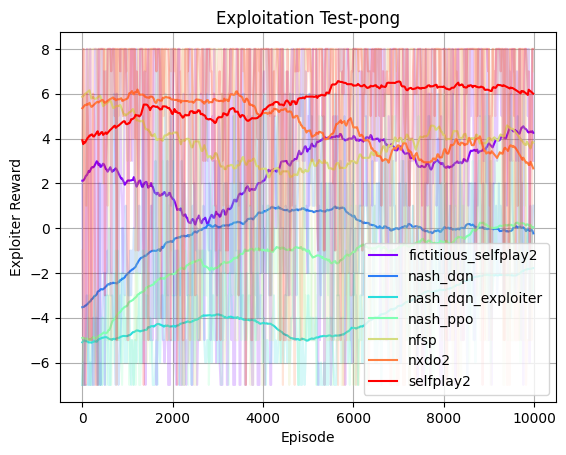 Exploitation Test-pong
Exploiter Reward
8
6
4
2
0
−2
−4
−6
fictitious_selfplay2
nash_dqn
nash_dqn_exploiter
nash_ppo
nfsp
nxdo2
selfplay2
0 2000 4000 6000 8000 10000
Episode